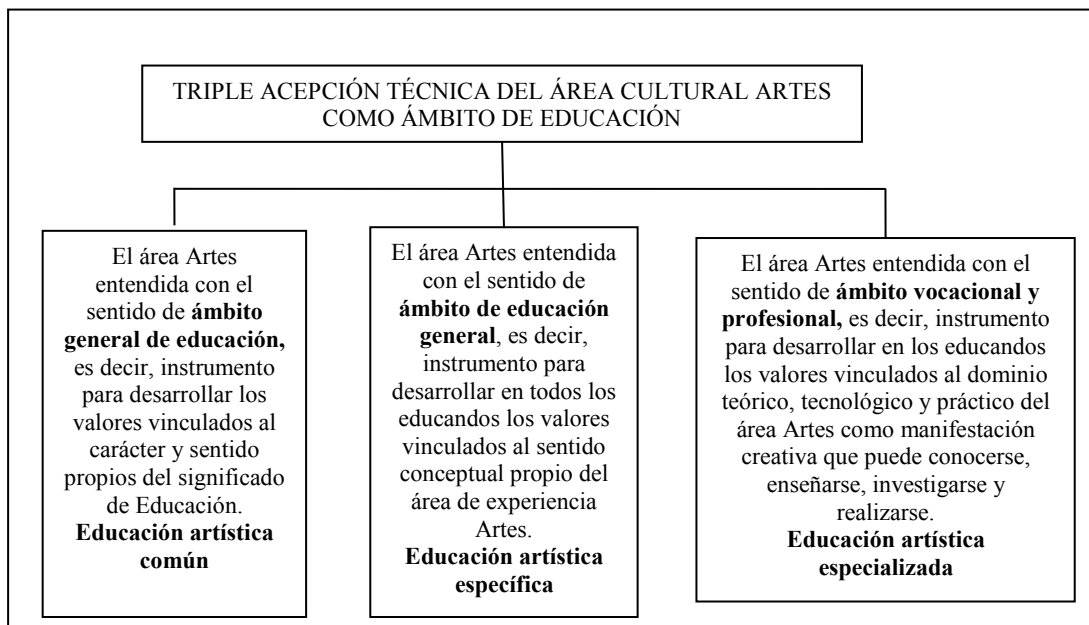 TRIPLE ACEPCIÓN TÉCNICA DEL ÁREA CULTURAL ARTES
COMO ÁMBITO DE EDUCACIÓN
El área Artes
entendida con el
sentido de ámbito
general de educación,
es decir, instrumento
para desarrollar los
valores vinculados al
carácter y sentido
propios del significado
de Educación.
Educación artística
común
El área Artes entendida
con el sentido de
ámbito de educación
general, es decir,
instrumento para
desarrollar en todos los
educandos los valores
vinculados al sentido
conceptual propio del
área de experiencia
Artes.
Educación artística
específica
El área Artes entendida con el
sentido de ámbito vocacional y
profesional, es decir, instrumento
para desarrollar en los educandos
los valores vinculados al dominio
teórico, tecnológico y práctico del
área Artes como manifestación
creativa que puede conocerse,
enseñarse, investigarse y
realizarse.
Educación artística
especializada